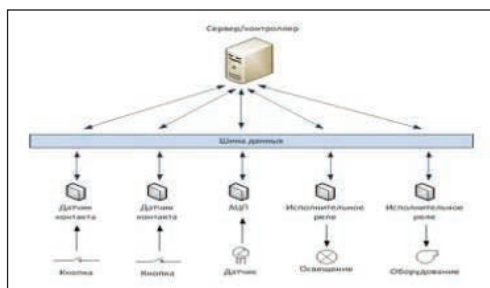 Сервер/контроллер
Шина данных
Датчик контакта
Датчик контакта
АЦП
Исполнительное реле
Исполнительное реле
Кнопка
Кнопка
Датчик
Освещение
Оборудование